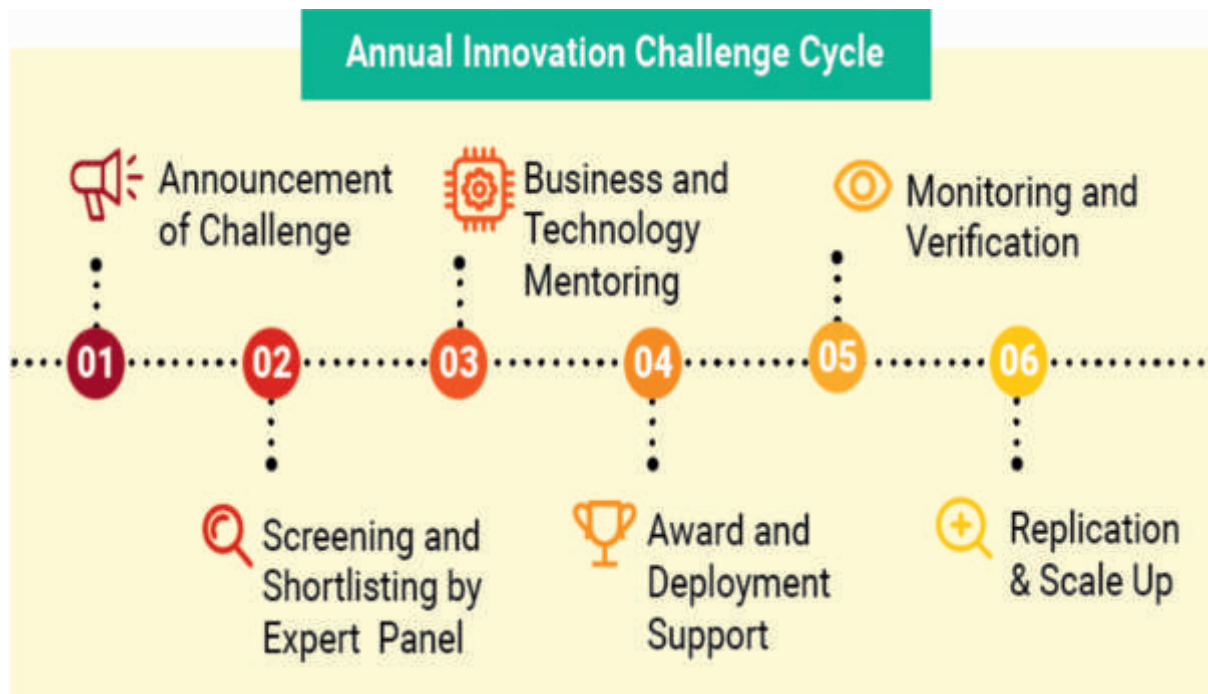 Annual Innovation Challenge Cycle
01
Announcement
of Challenge
02
Screening and
Shortlisting by
Expert Panel
03
Business and
Technology
Mentoring
04
Award and
Deployment
Support
05
Monitoring and
Verification
06
Replication
& Scale Up